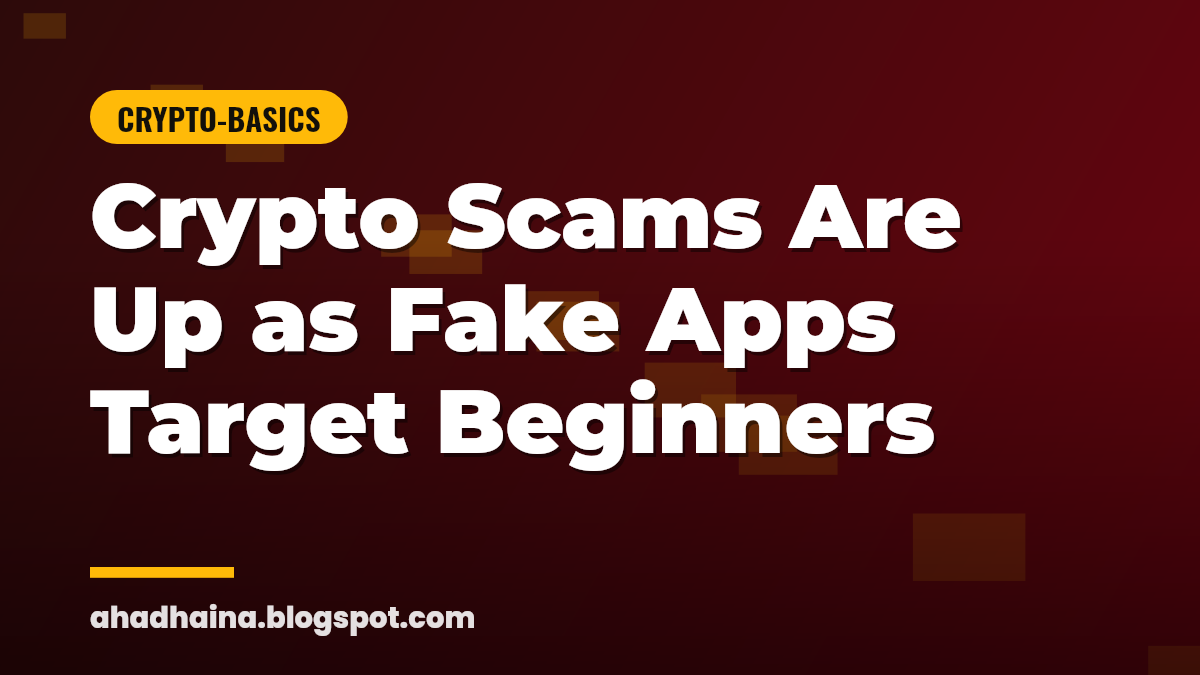 CRYPTO-BASICS
Crypto Scams Are
Up as Fake Apps
Target Beginners
ahadhaina.blogspot.com